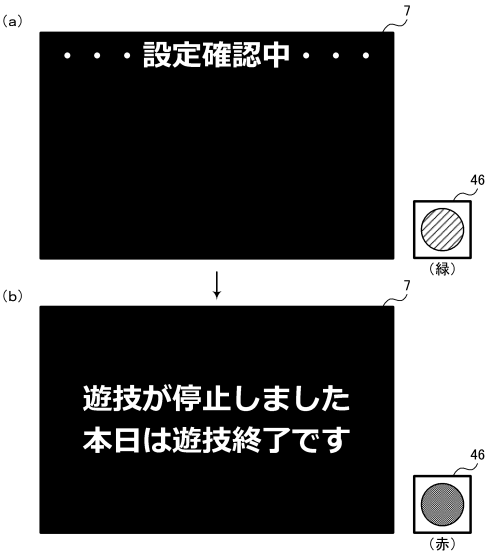 (a)
7
・・・設定確認中・・・
46
(緑)
(b)
7
遊技が停止しました
本日は遊技終了です
46
(赤)